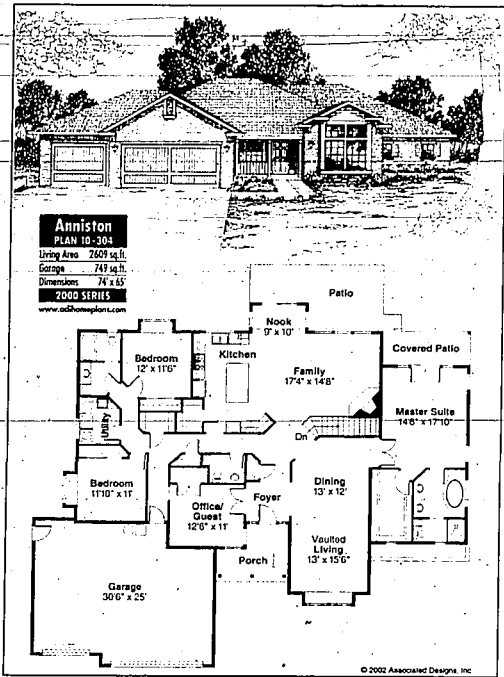 Anniston
PLAN 10-304
Living Area 2609 sq.ft.
Garage 749 sq.ft.
Dimensions 74' x 65'
2000 SERIES
www.adihomeplans.com
Patio
Nook
9' x 10'
Bedroom
12' x 11'6"
Kitchen
Family
17'4" x 14'8"
Covered Patio
Master Suite
14'6" x 17'10"
Utility
Dn
Bedroom
11'10" x 11'
Office/
Guest
12'6" x 11'
Foyer
Dining
13' x 12'
Vaulted
Living
13' x 15'6"
Porch
Garage
30'6" x 25'
© 2002 Associated Designs, Inc